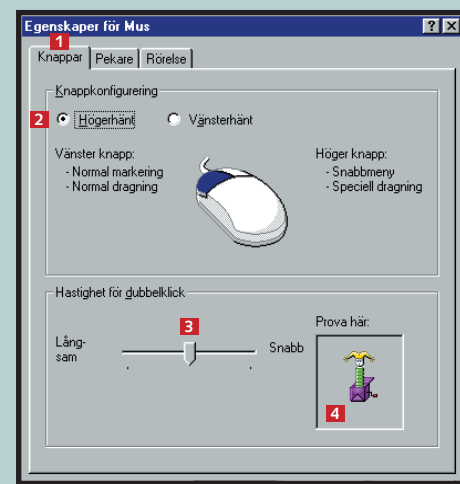 Egenskaper för Mus
1
Knappar Pekare Rörelse
Knappkonfigurering
2 Högerhänt Vänsterhänt
Vänster knapp:
- Normal markering
- Normal dragning
Höger knapp:
- Snabbmeny
- Speciell dragning
Hastighet för dubbelklick
3
Lång-
sam
Snabb
Prova här:
4